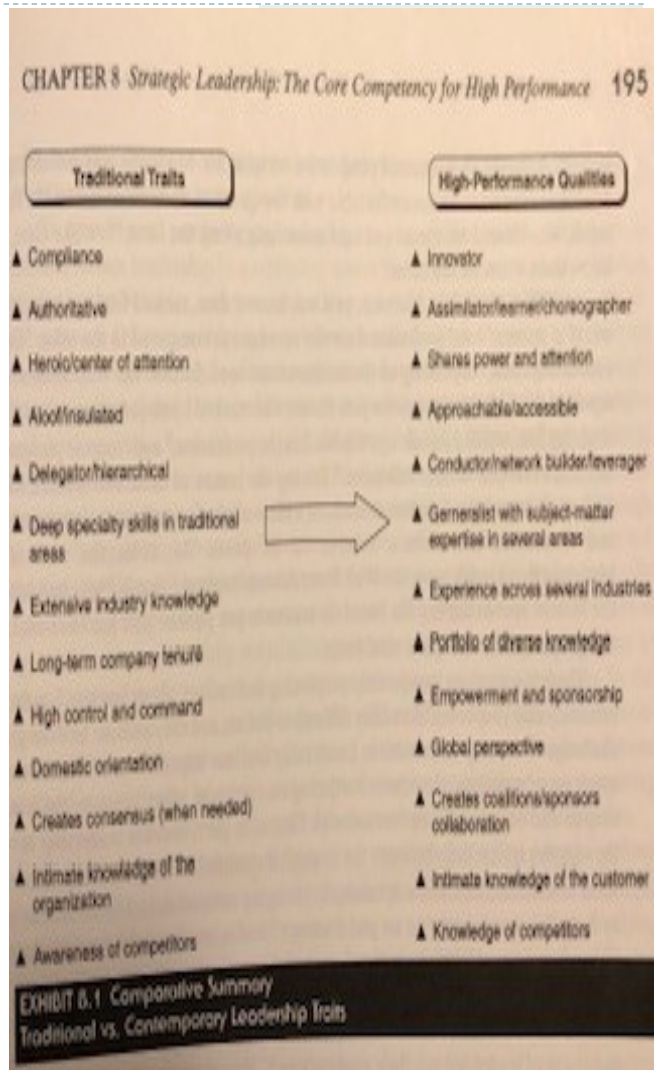 CHAPTER 8 Strategic Leadership: The Core Competency for High Performance 195
Traditional Traits
▲ Compliance
▲ Authoritative
▲ Heroic/center of attention
▲ Aloof/insulated
▲ Delegator/hierarchical
▲ Deep specialty skills in traditional
areas
▲ Extensive industry knowledge
▲ Long-term company tenure
▲ High control and command
▲ Domestic orientation
▲ Creates consensus (when needed)
▲ Intimate knowledge of the
organization
▲ Awareness of competitors
High-Performance Qualities
▲ Innovator
▲ Assimilator/learner/choreographer
▲ Shares power and attention
▲ Approachable/accessible
▲ Conductor/network builder/leverager
▲ Generalist with subject-matter
expertise in several areas
▲ Experience across several industries
▲ Portfolio of diverse knowledge
▲ Empowerment and sponsorship
▲ Global perspective
▲ Creates coalitions/sponsors
collaboration
▲ Intimate knowledge of the customer
▲ Knowledge of competitors
EXHIBIT 8.1 Comparative Summary
Traditional vs. Contemporary Leadership Traits